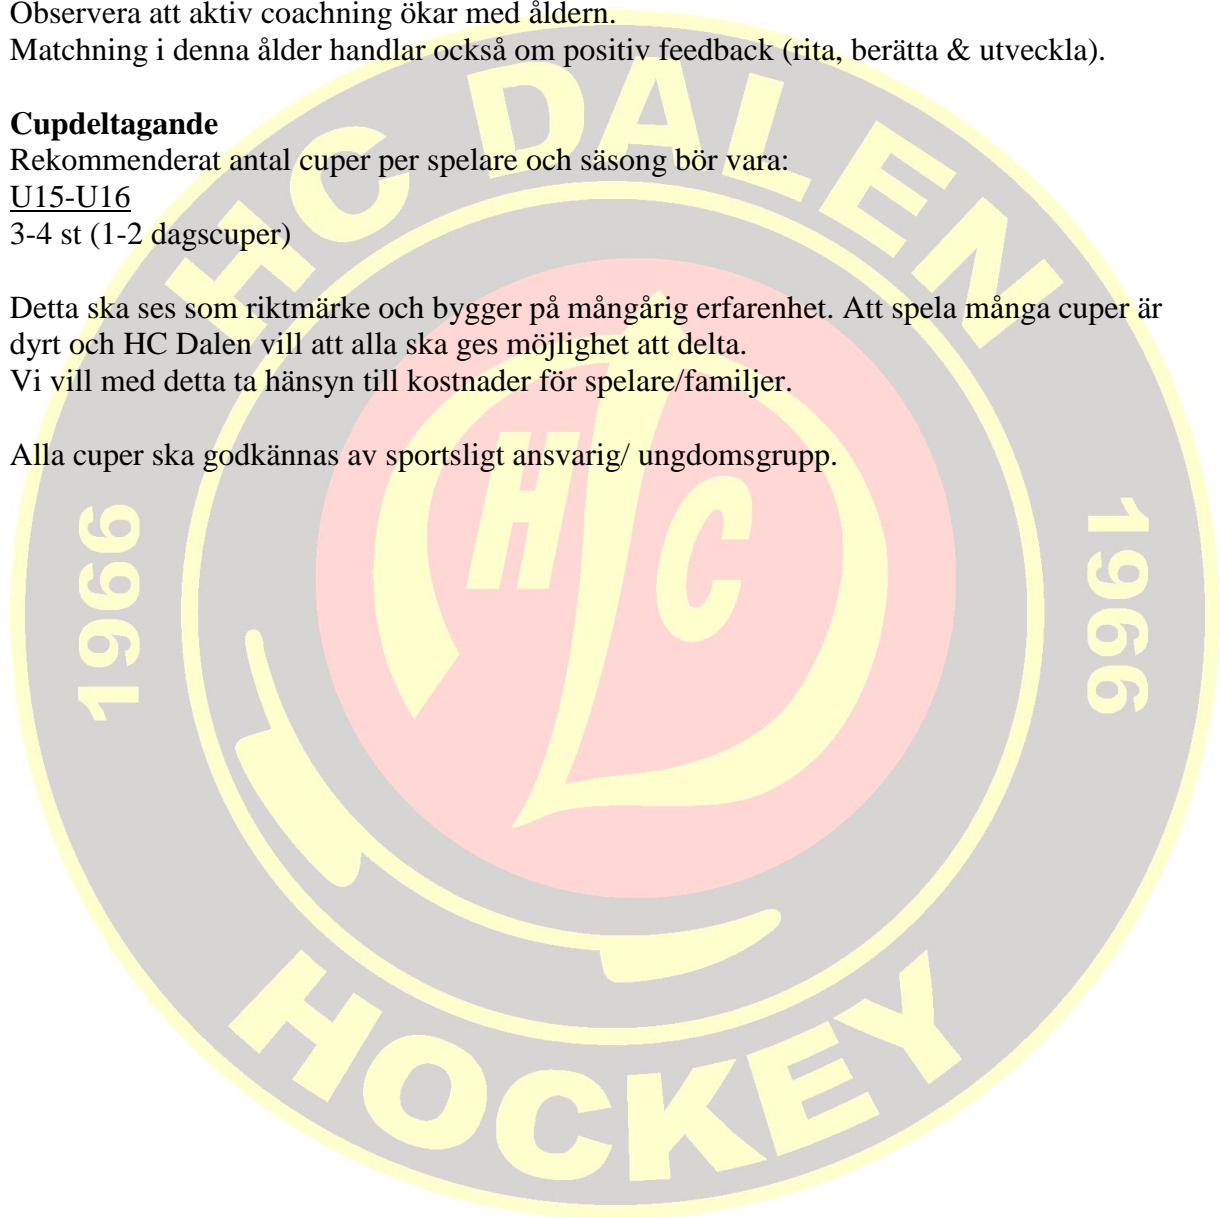 Observera att aktiv coachning ökar med åldern.
Matchning i denna ålder handlar också om positiv feedback (rita, berätta & utveckla).
Cupdeltagande
Rekommenderat antal cuper per spelare och säsong bör vara:
U15-U16
3-4 st (1-2 dagscuper)
Detta ska ses som riktmärke och bygger på mångårig erfarenhet. Att spela många cuper är
dyrt och HC Dalen vill att alla ska ges möjlighet att delta.
Vi vill med detta ta hänsyn till kostnader för spelare/familjer.
Alla cuper ska godkännas av sportsligt ansvarig/ ungdomsgrupp.
HC DALEN
1966
HC
1966
HOCKEY